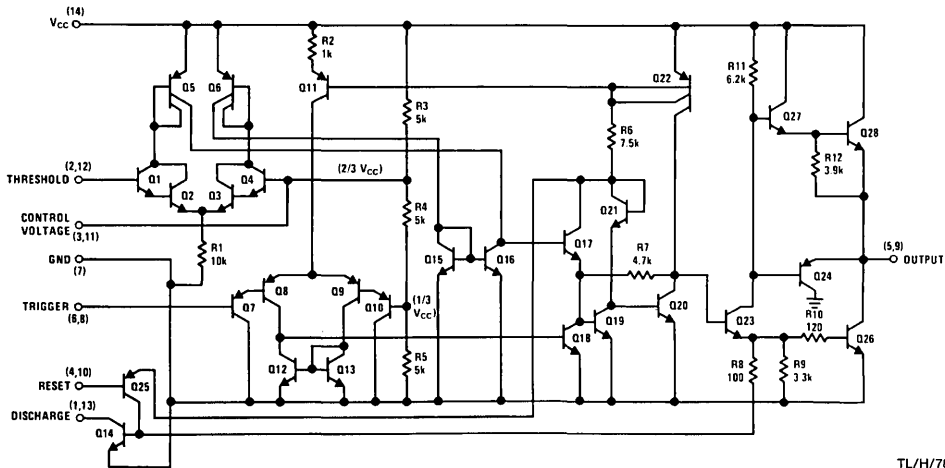 VCC (14)
R2
1k
Q5
Q6
Q11
Q22
R11
6.2k
Q27
Q28
R3
5k
R6
7.5k
R12
3.9k
(2,12)
THRESHOLD
Q1
Q2
Q3
Q4
(2/3 VCC)
CONTROL
VOLTAGE
(3,11)
R1
10k
R4
5k
Q15
Q16
Q17
Q21
R7
4.7k
(5,9)
OUTPUT
GND
(7)
Q24
TRIGGER
(6,8)
Q7
Q8
Q9
Q10
(1/3
VCC)
Q18
Q19
Q20
Q23
R10
120
Q26
Q12
Q13
R5
5k
R8
100
R9
3.3k
(4,10)
RESET
Q25
(1,13)
DISCHARGE
Q14